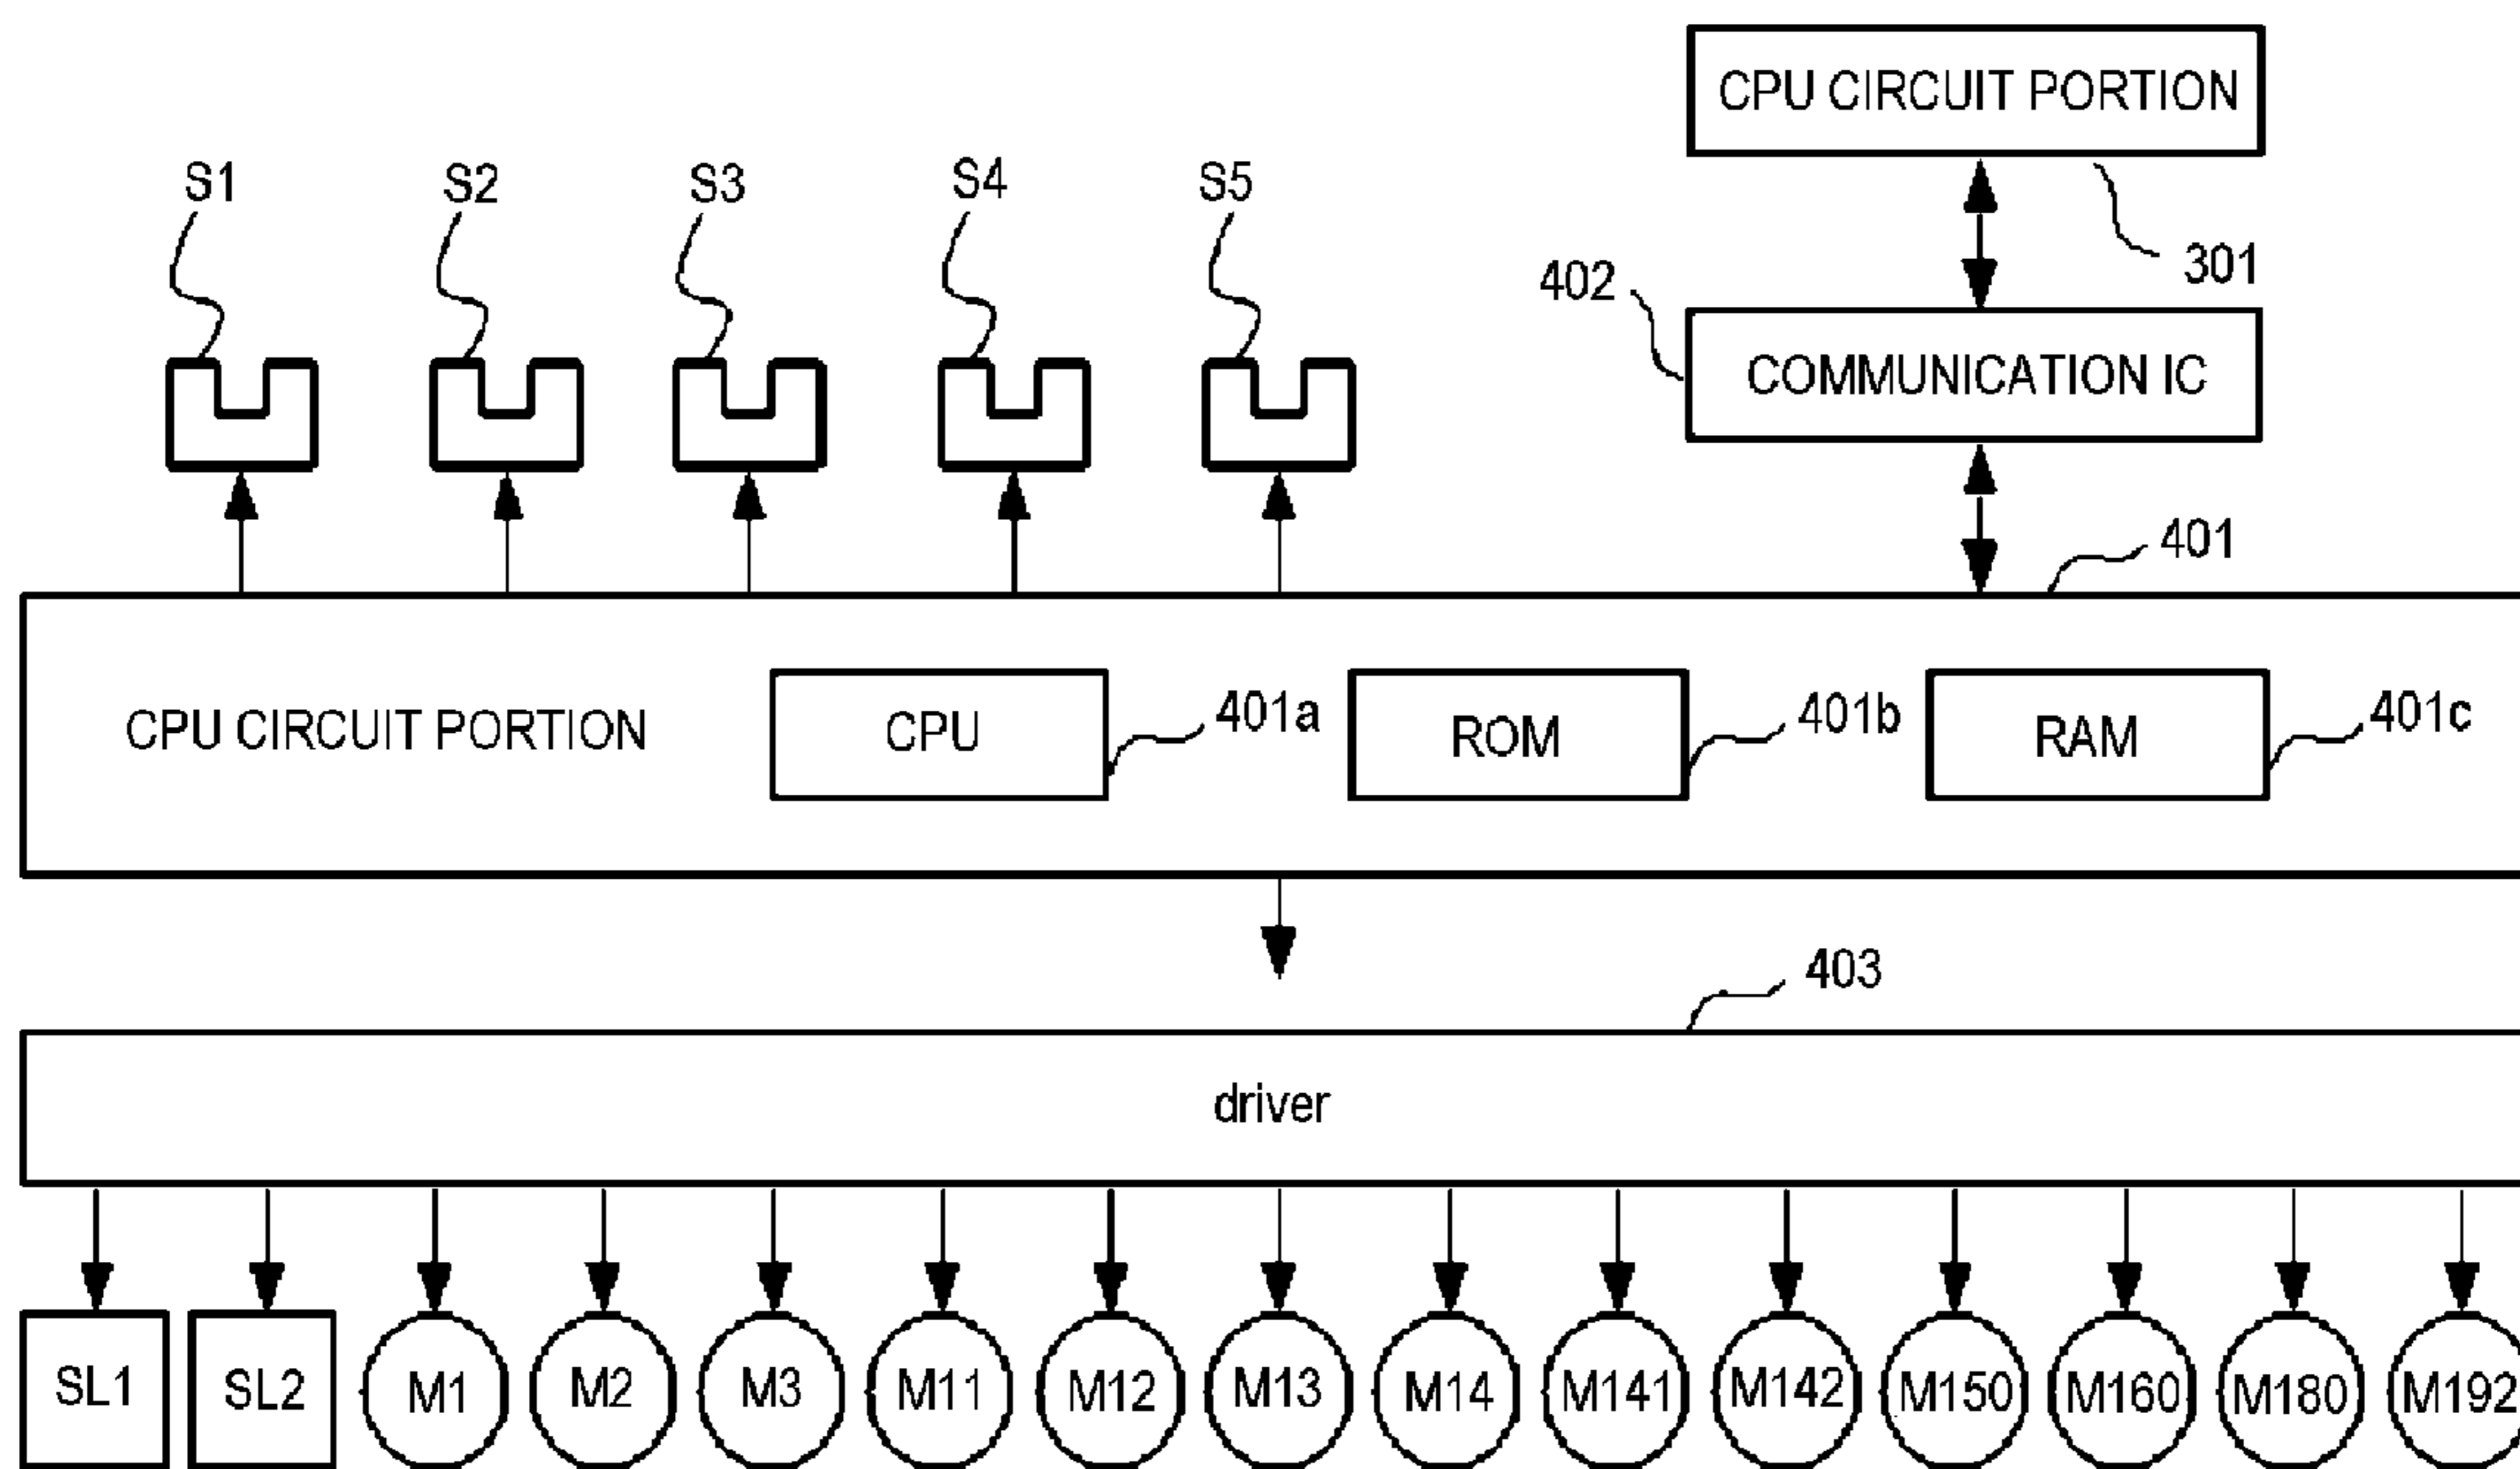 CPU CIRCUIT PORTION
S1 S2 S3 S4 S5
301
402
COMMUNICATION IC
401
CPU CIRCUIT PORTION CPU 401a ROM 401b RAM 401c
403
driver
SL1 SL2 M1 M2 M3 M11 M12 M13 M14 M141 M142 M150 M160 M180 M192